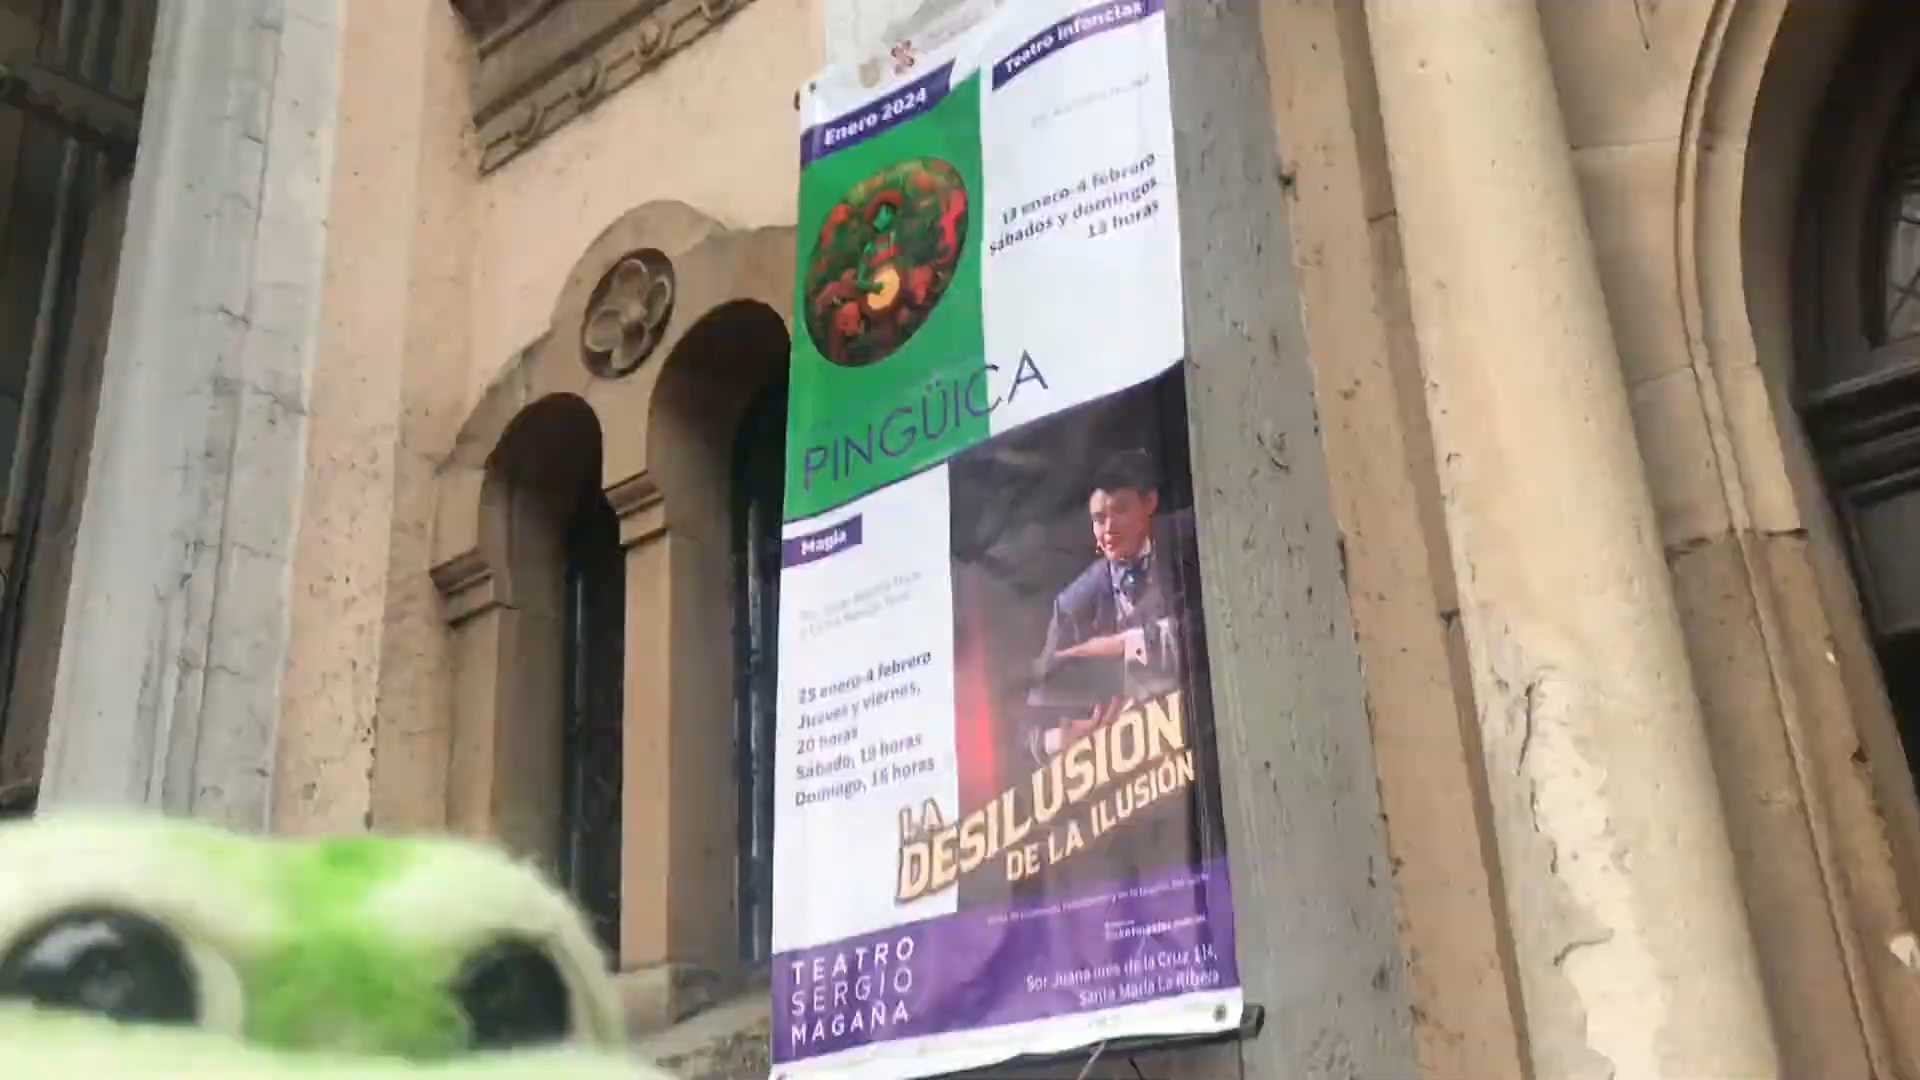 Enero 2024
Teatro Infancias
13 enero-4 febrero
Sábados y domingos
13 horas
PINGÜICA
Magia
25 enero-4 febrero
Jueves y viernes,
20 horas
Sábado, 19 horas
Domingo, 18 horas
LA
DESILUSIÓN
DE LA ILUSIÓN
TEATRO
SERGIO
MAGAÑA
Sor Juana Inés de la Cruz 114,
Santa María La Ribera